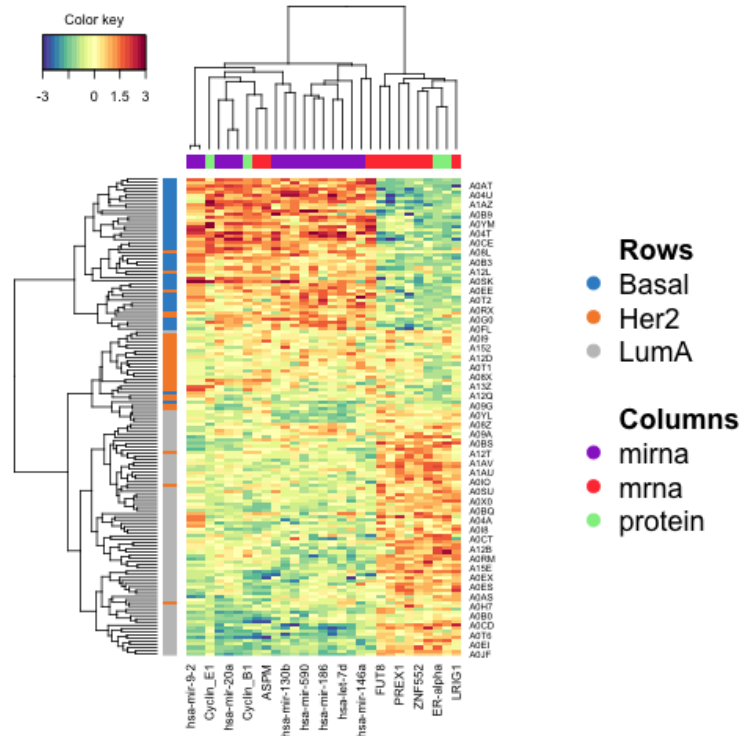 Color key
-3 0 1.5 3
A0AT
A04U
A1AZ
A0B9
A0YM
A04T
A0CE
A08L
A0B3
A12L
A0SK
A0EE
A0T2
A0RX
A0G0
A0FL
A0I9
A152
A12D
A0T1
A08X
A13Z
A12Q
A09G
A0YL
A08Z
A09A
A0BS
A12T
A1AV
A1AU
A0IO
A0SU
A0X0
A0BQ
A04A
A0I8
A0CT
A12B
A0RM
A15E
A0EX
A0ES
A0AS
A0H7
A0B0
A0CD
A0T6
A0EI
A0JF
Rows
Basal
Her2
LumA
Columns
mirna
mrna
protein
hsa-mir-9-2
Cyclin_E1
hsa-mir-20a
Cyclin_B1
ASPM
hsa-mir-130b
hsa-mir-590
hsa-mir-186
hsa-let-7d
hsa-mir-146a
FUT8
PREX1
ZNF552
ER-alpha
LRIG1